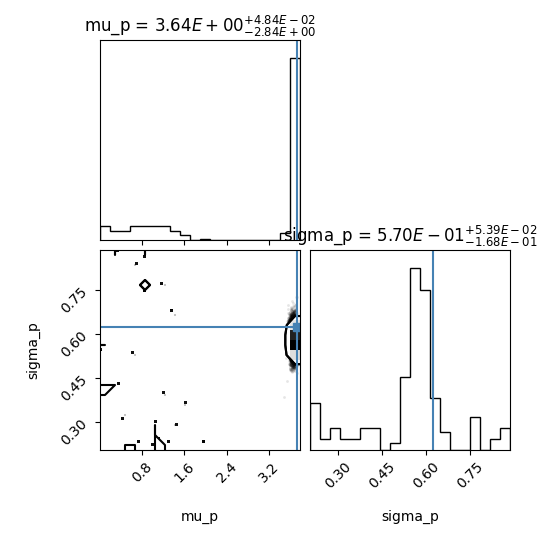 mu_p = 3.64E+00+4.84E−02 −2.84E+00
sigma_p = 5.70E−01+5.39E−02 −1.68E−01
0.75
0.60
0.45
0.30
sigma_p
0.8 1.6 2.4 3.2
0.30 0.45 0.60 0.75
mu_p
sigma_p